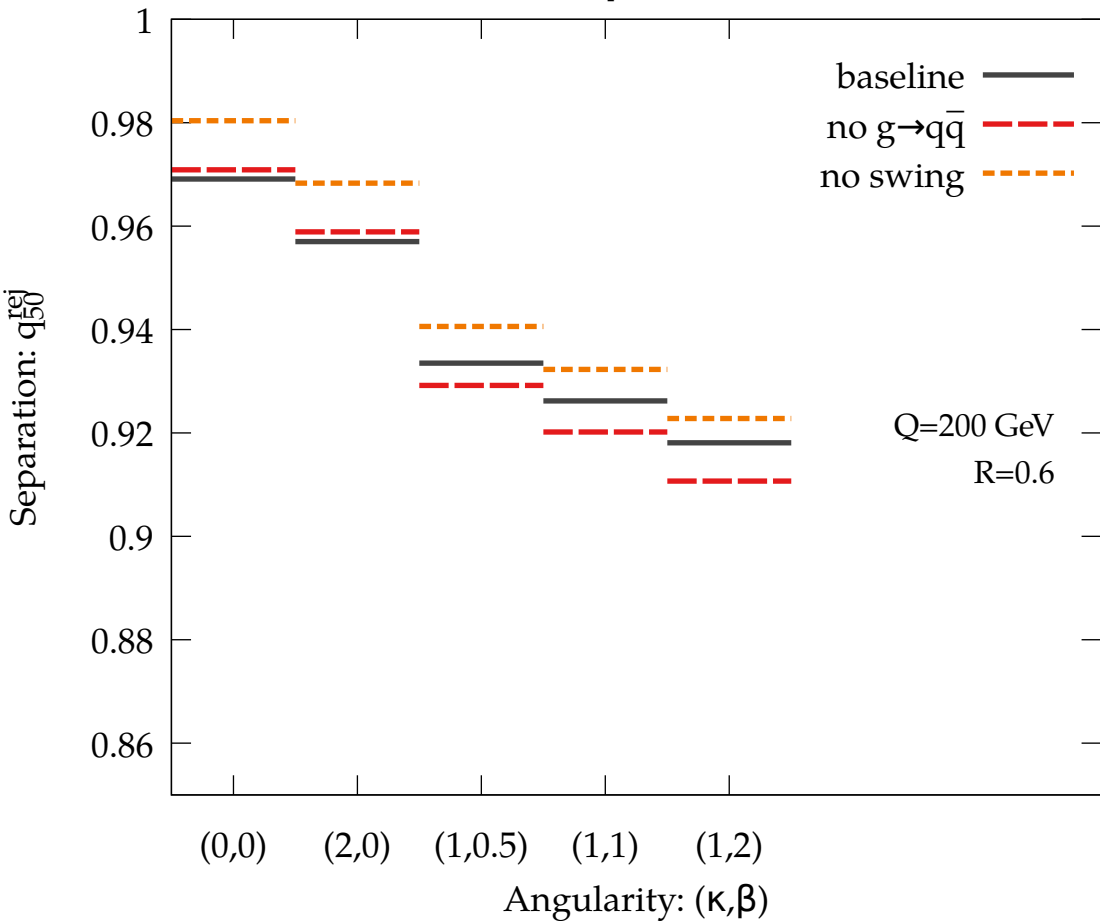 1
0.98
0.96
0.94
0.92
0.9
0.88
0.86
Separation: q₅₀ʳᵉʲ
baseline
no g→qq̅
no swing
Q=200 GeV
R=0.6
(0,0) (2,0) (1,0.5) (1,1) (1,2)
Angularity: (κ,β)